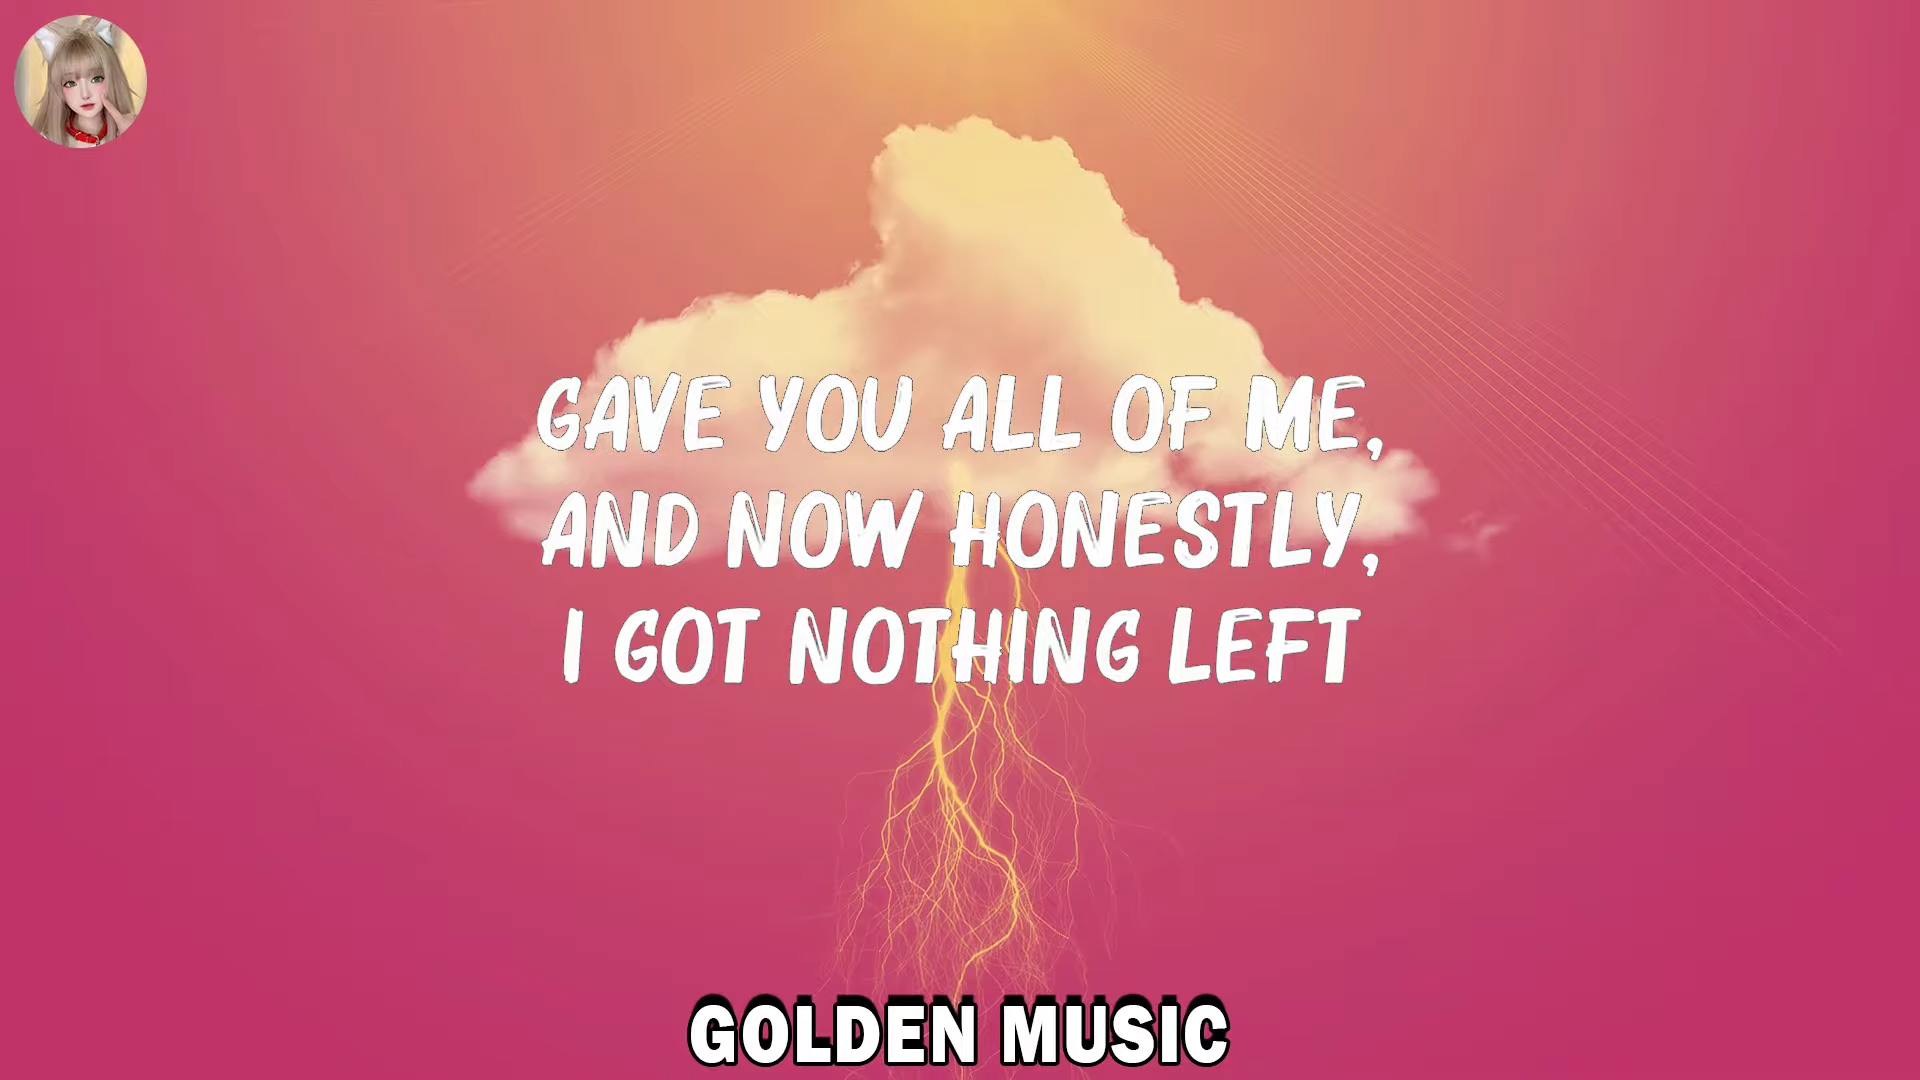 GAVE YOU ALL OF ME,
AND NOW HONESTLY,
I GOT NOTHING LEFT
GOLDEN MUSIC